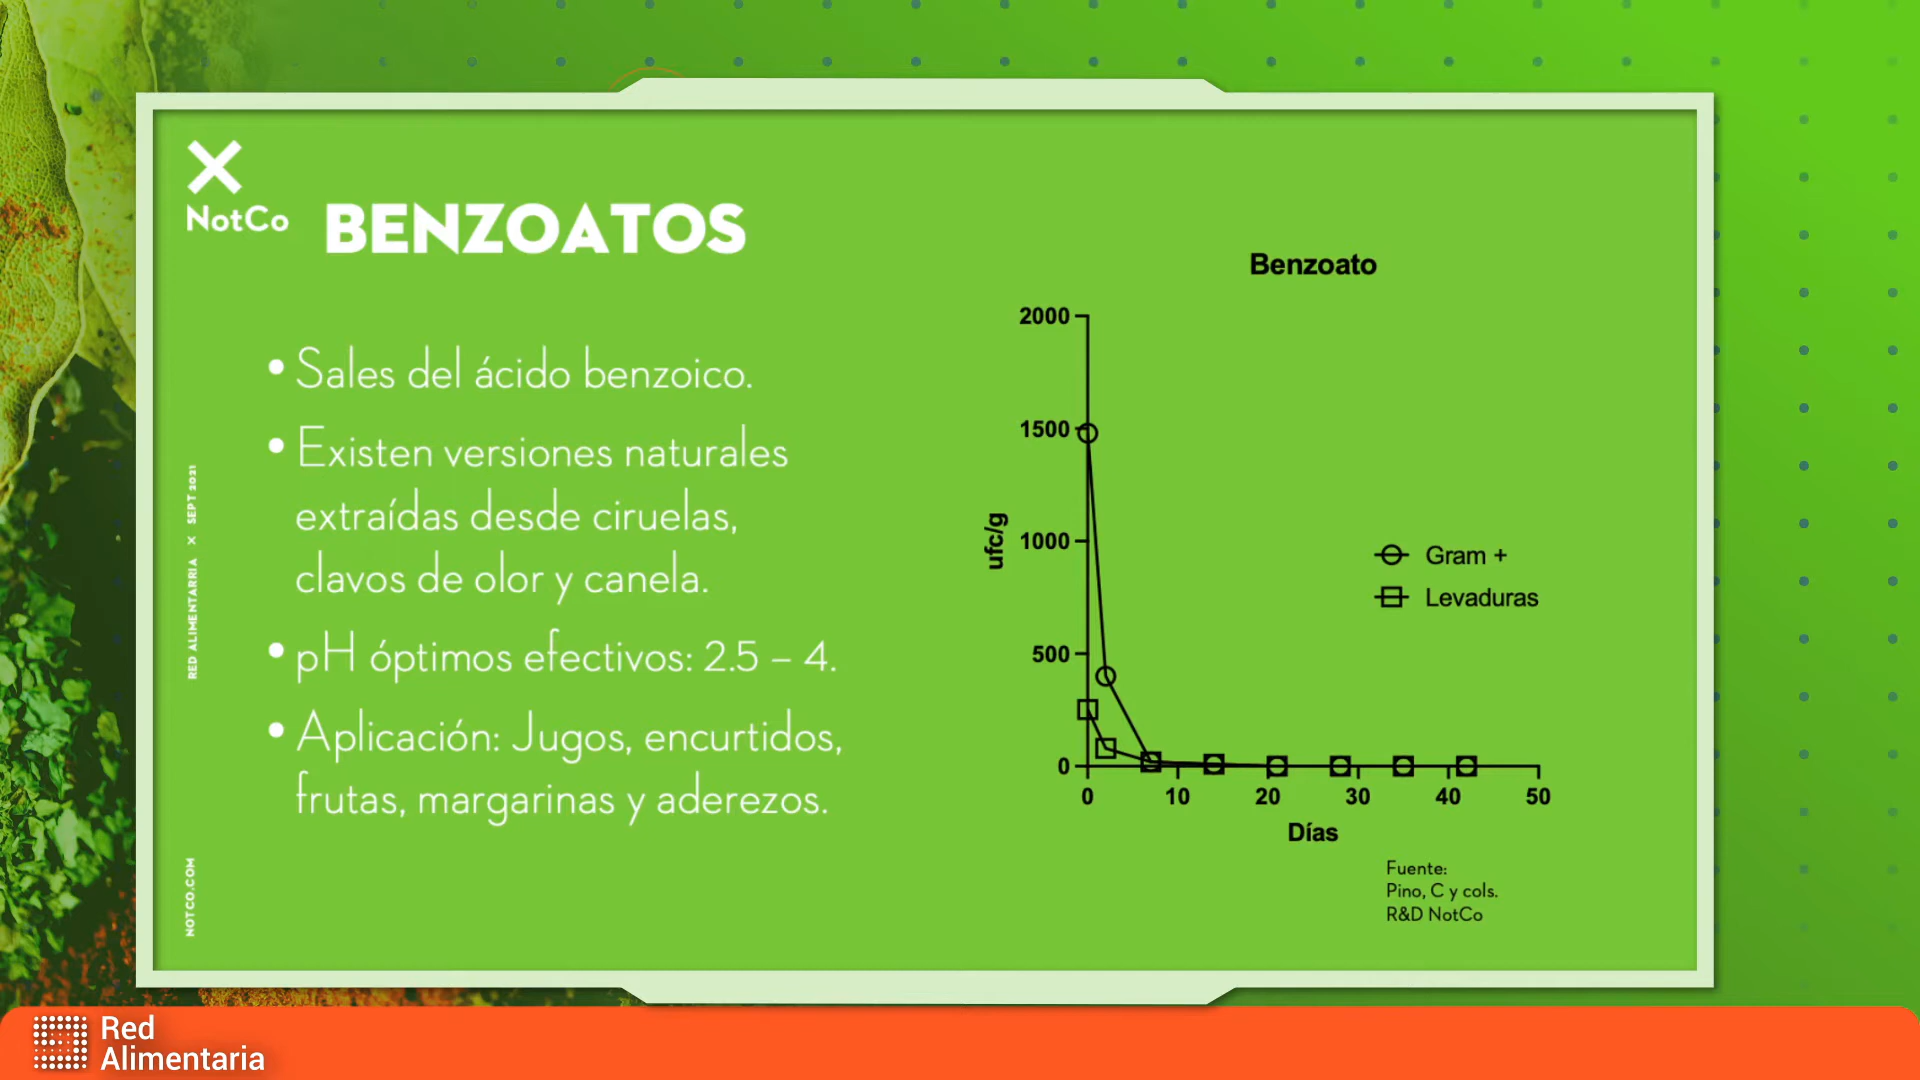 NotCo
BENZOATOS
• Sales del ácido benzoico.
• Existen versiones naturales
extraídas desde ciruelas,
clavos de olor y canela.
• pH óptimos efectivos: 2.5 – 4.
• Aplicación: Jugos, encurtidos,
frutas, margarinas y aderezos.
RED ALIMENTARRIA × SEPT 2021
NOTCO.COM
Benzoato
2000
1500
1000
500
0
ufc/g
0 10 20 30 40 50
Días
Gram +
Levaduras
Fuente:
Pino, C y cols.
R&D NotCo
Red
Alimentaria